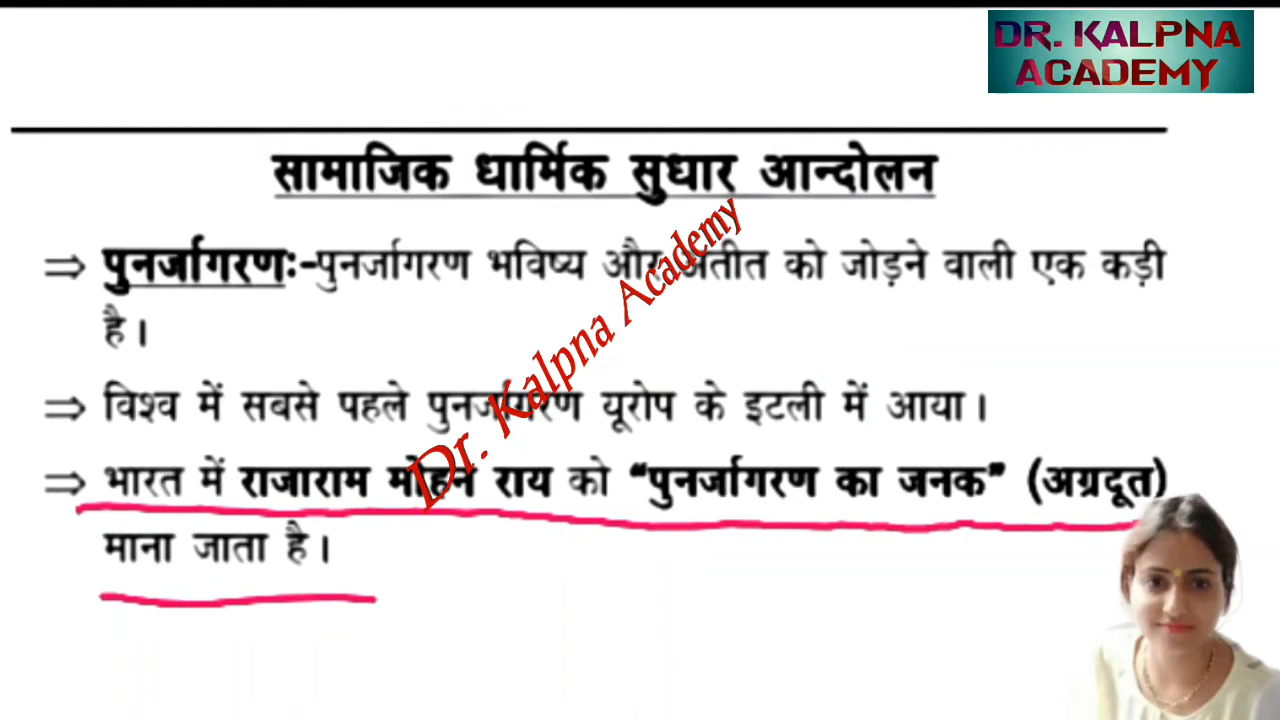 DR. KALPNA
ACADEMY
सामाजिक धार्मिक सुधार आन्दोलन
⇒ पुनर्जागरणः-पुनर्जागरण भविष्य और अतीत को जोड़ने वाली एक कड़ी
है।
⇒ विश्व में सबसे पहले पुनर्जागरण यूरोप के इटली में आया।
⇒ भारत में राजाराम मोहन राय को “पुनर्जागरण का जनक” (अग्रदूत)
माना जाता है।
Dr. Kalpna Academy